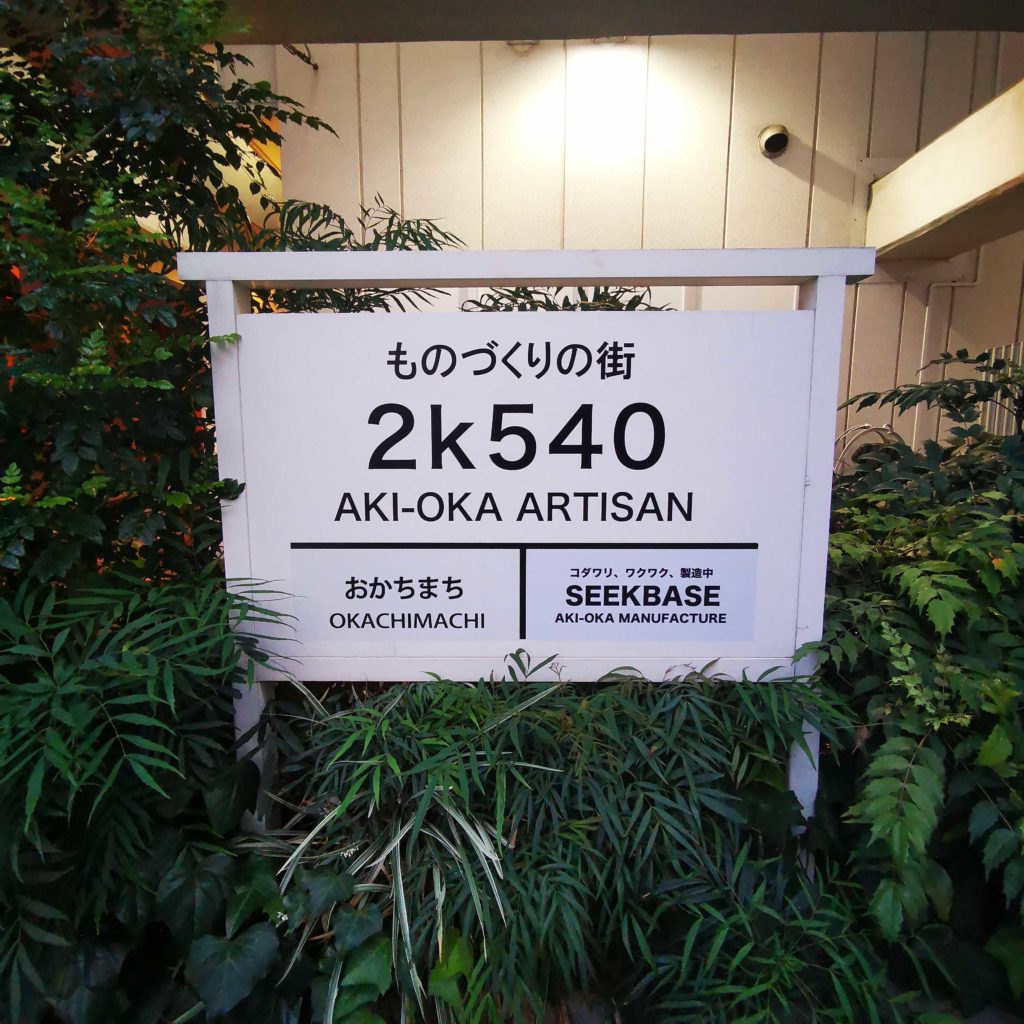 ものづくりの街
2k540
AKI-OKA ARTISAN
おかちまち
OKACHIMACHI
コダワリ、ワクワク、製造中
SEEKBASE
AKI-OKA MANUFACTURE